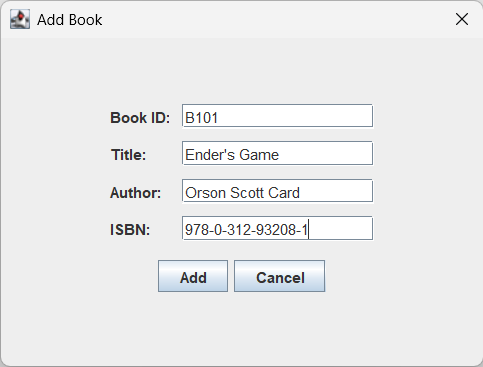 Add Book
Book ID: B101
Title: Ender's Game
Author: Orson Scott Card
ISBN: 978-0-312-93208-1
Add Cancel